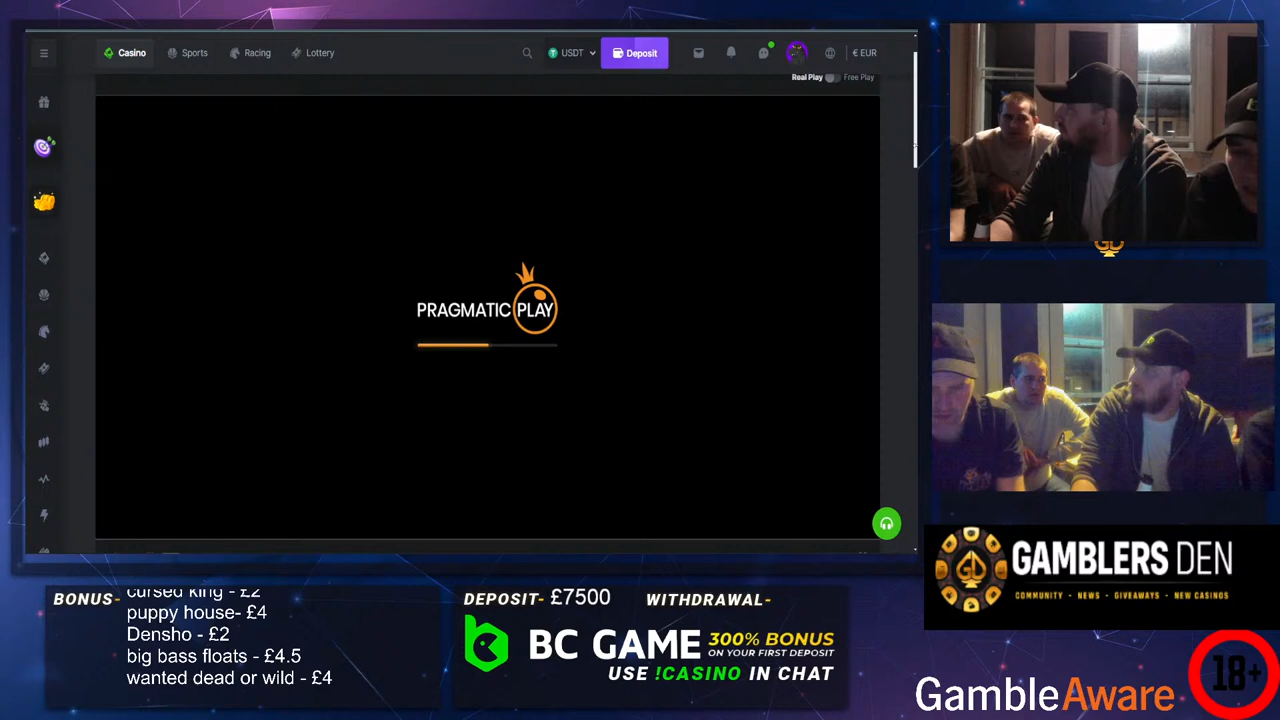 Casino
Sports
Racing
Lottery
USDT
Deposit
€ EUR
Real Play
Free Play
PRAGMATIC PLAY
GD
GAMBLERS DEN
COMMUNITY - NEWS - GIVEAWAYS - NEW CASINOS
BONUS-
cursed king - £2
puppy house- £4
Densho - £2
big bass floats - £4.5
wanted dead or wild - £4
DEPOSIT- £7500
WITHDRAWAL-
BC GAME
300% BONUS
ON YOUR FIRST DEPOSIT
USE !CASINO IN CHAT
GambleAware
18+